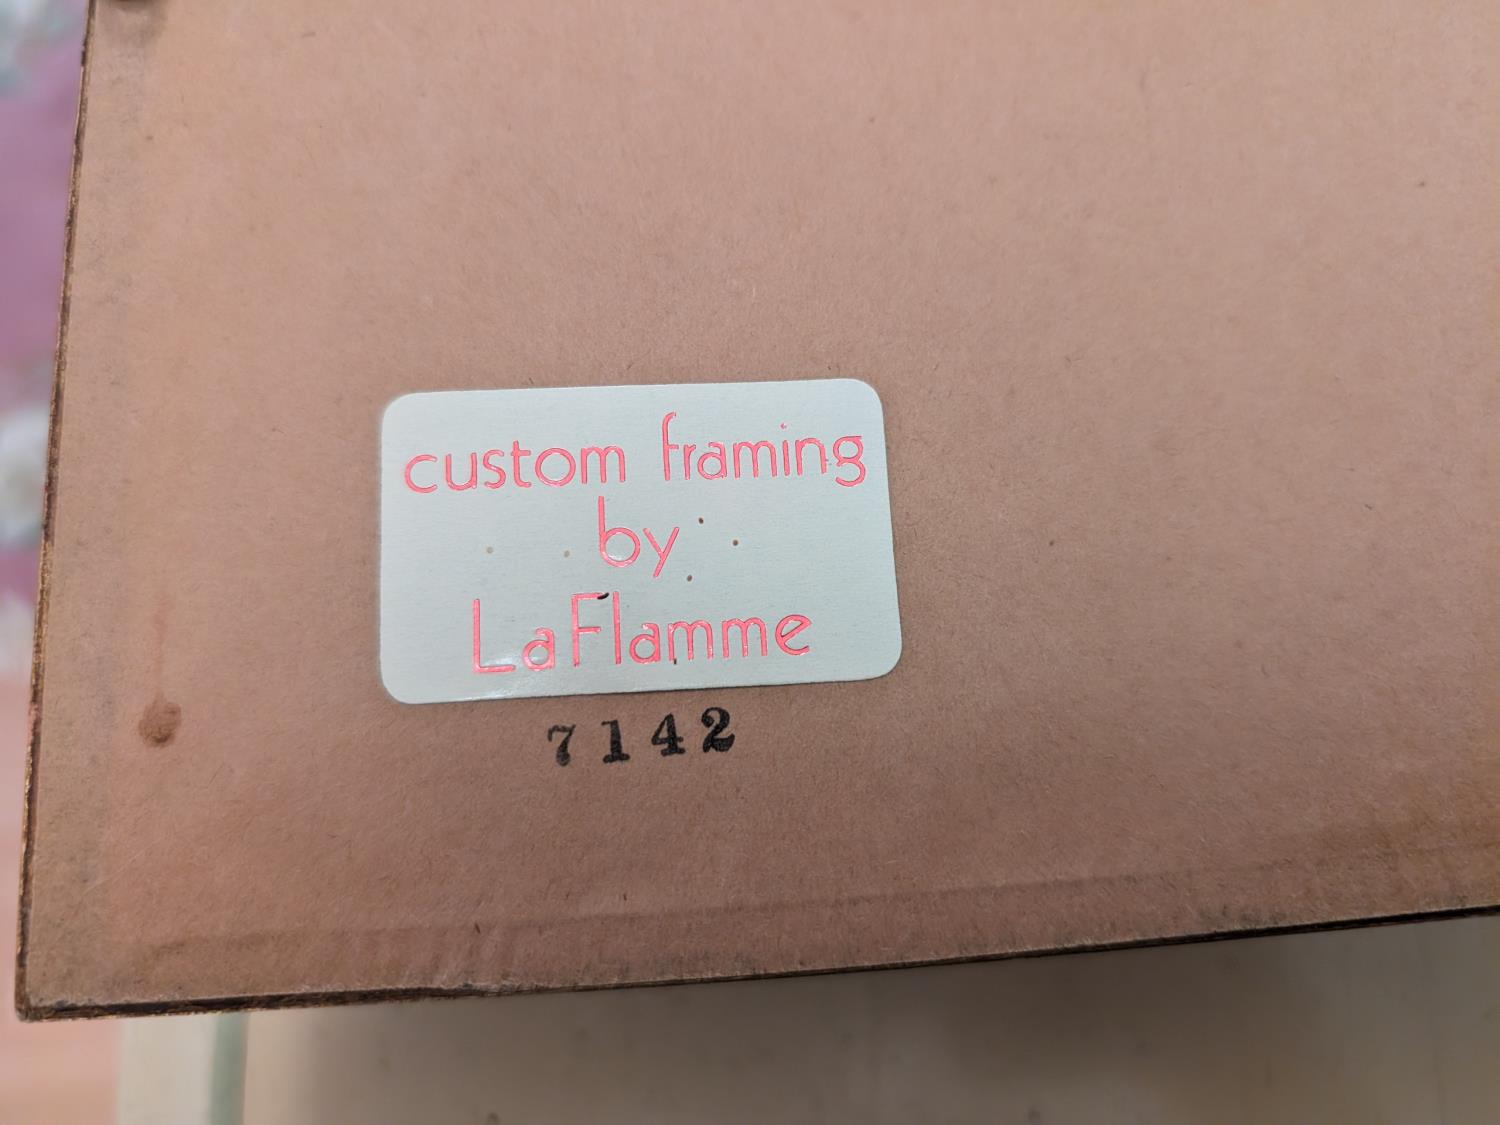 custom framing
by
LaFlamme
7142